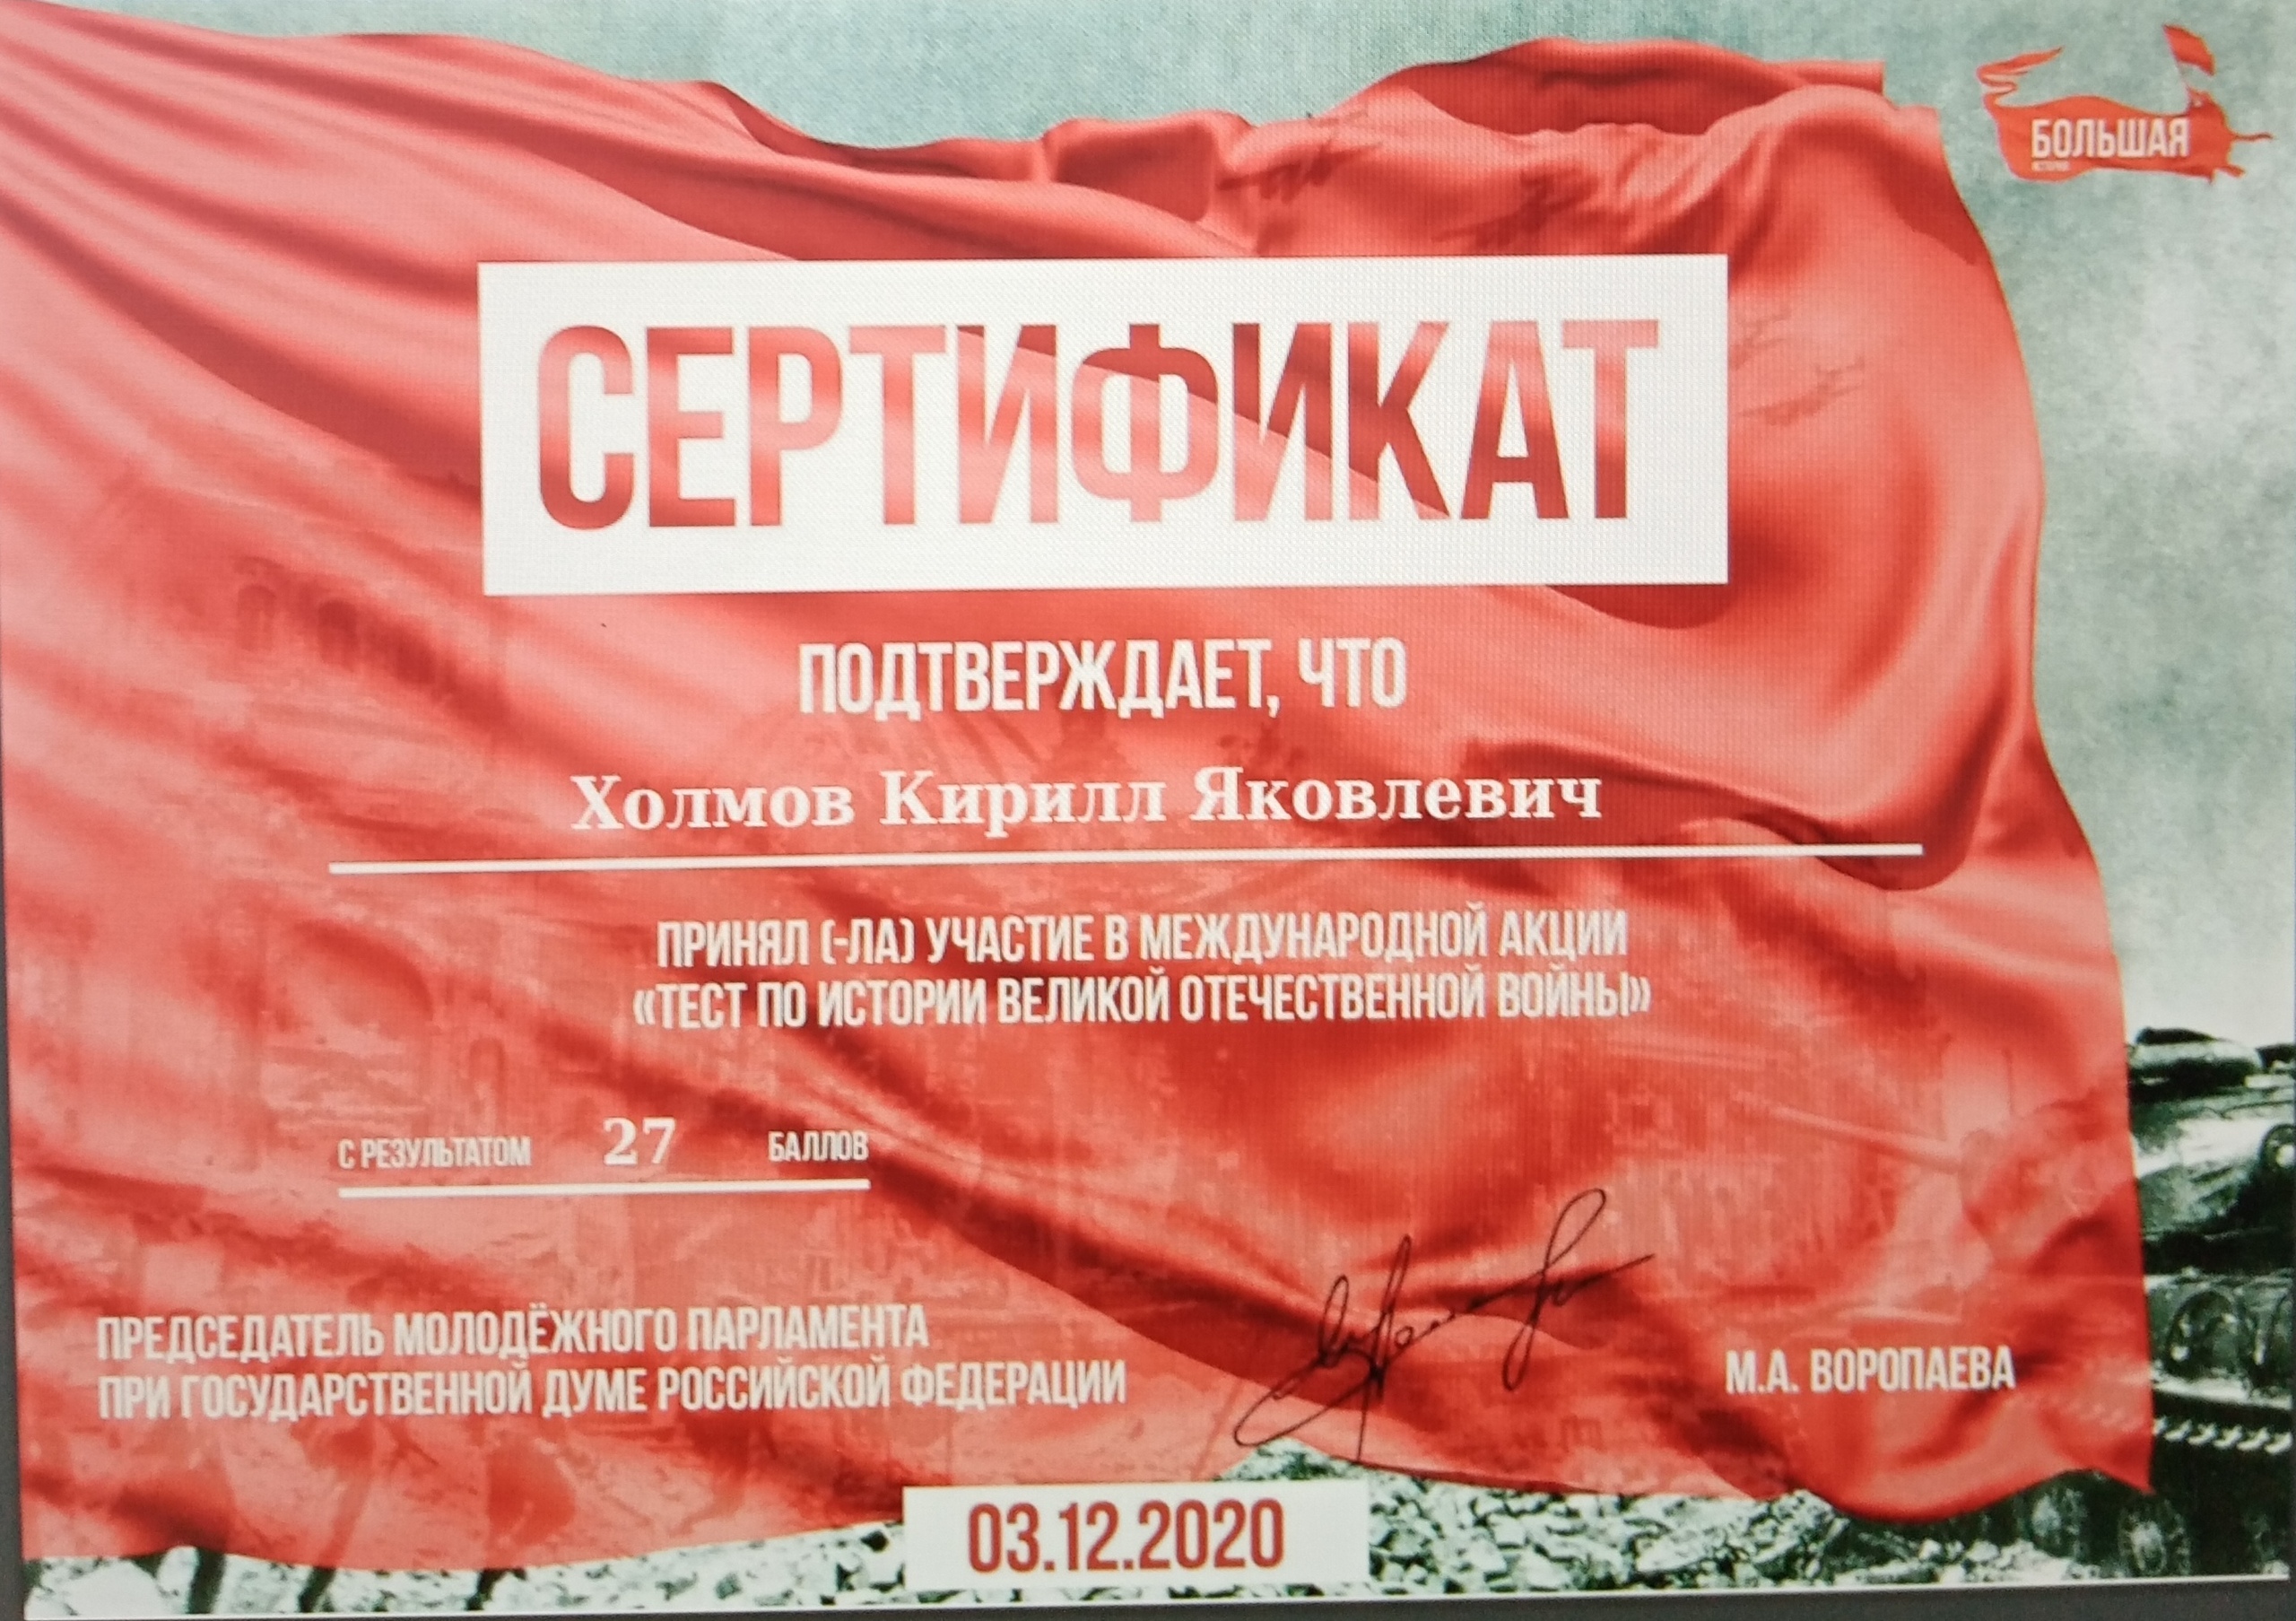 БОЛЬШАЯ
СЕРТИФИКАТ
ПОДТВЕРЖДАЕТ, ЧТО
Холмов Кирилл Яковлевич
ПРИНЯЛ (-ЛА) УЧАСТИЕ В МЕЖДУНАРОДНОЙ АКЦИИ
«ТЕСТ ПО ИСТОРИИ ВЕЛИКОЙ ОТЕЧЕСТВЕННОЙ ВОЙНЫ»
С РЕЗУЛЬТАТОМ 27 БАЛЛОВ
ПРЕДСЕДАТЕЛЬ МОЛОДЁЖНОГО ПАРЛАМЕНТА
ПРИ ГОСУДАРСТВЕННОЙ ДУМЕ РОССИЙСКОЙ ФЕДЕРАЦИИ
М.А. ВОРОПАЕВА
03.12.2020